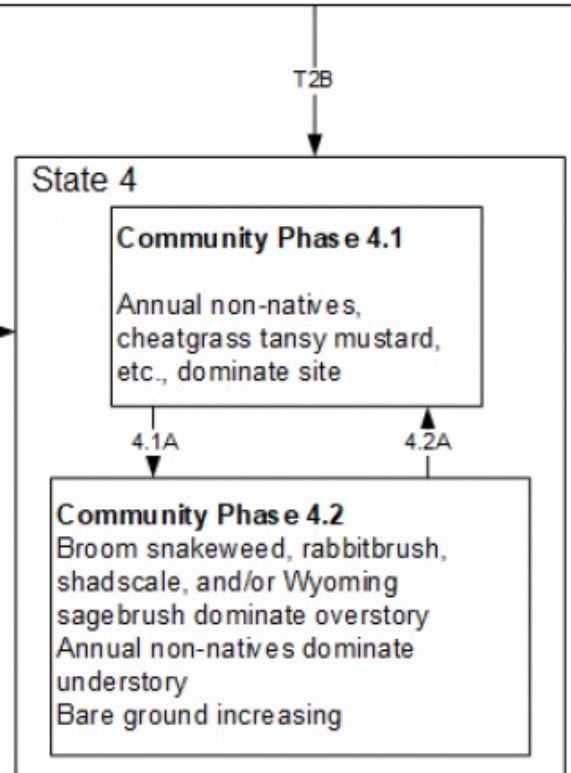 T2B
State 4
Community Phase 4.1
Annual non-natives,
cheatgrass tansy mustard,
etc., dominate site
4.1A
4.2A
Community Phase 4.2
Broom snakeweed, rabbitbrush,
shadscale, and/or Wyoming
sagebrush dominate overstory
Annual non-natives dominate
understory
Bare ground increasing